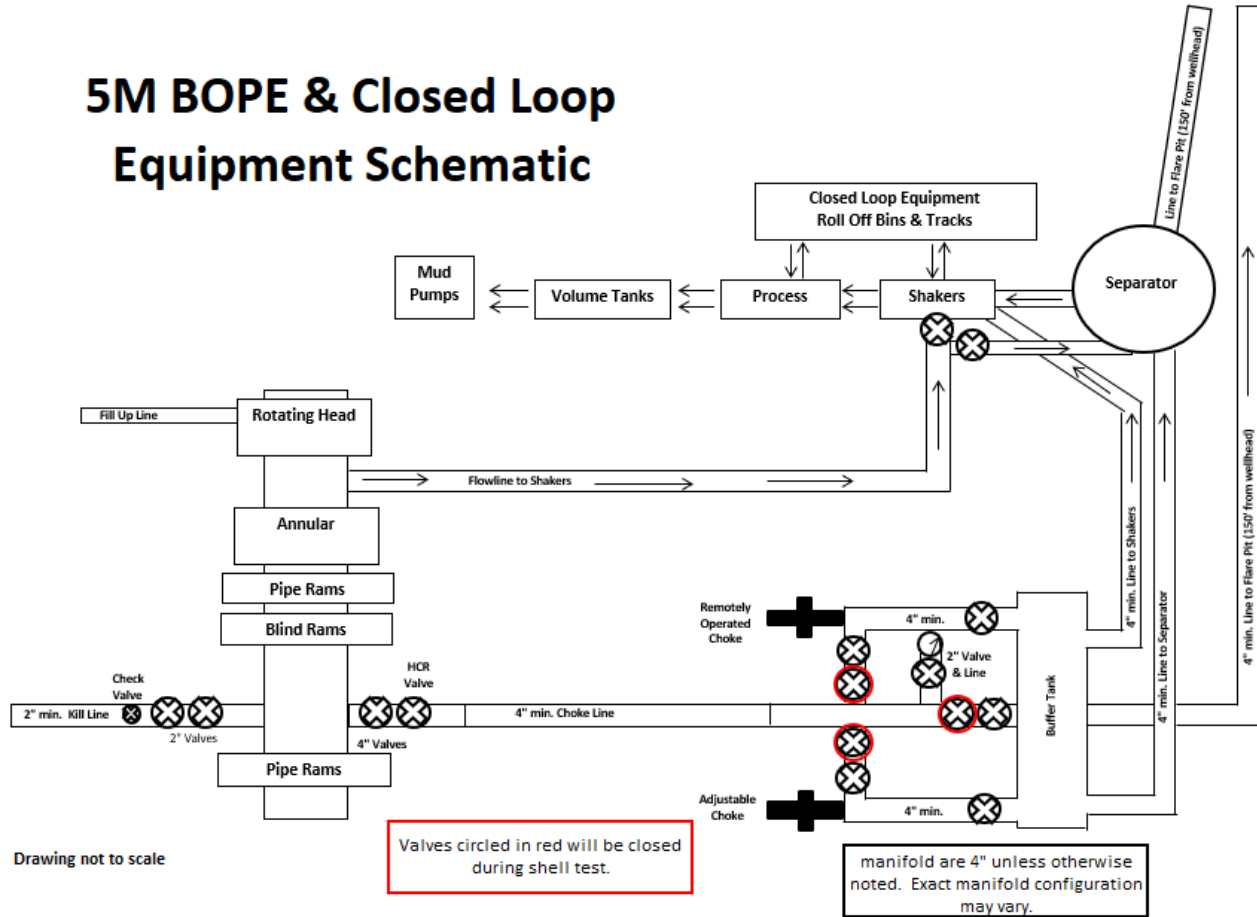 5M BOPE & Closed Loop
Equipment Schematic
Line to Flare Pit (150' from wellhead)
Closed Loop Equipment
Roll Off Bins & Tracks
Mud
Pumps
Volume Tanks
Process
Shakers
Separator
Fill Up Line
Rotating Head
Flowline to Shakers
Annular
Pipe Rams
Blind Rams
Check
Valve
HCR
Valve
2" min. Kill Line
2" Valves
4" Valves
4" min. Choke Line
Pipe Rams
Remotely
Operated
Choke
4" min.
2" Valve
& Line
Adjustable
Choke
4" min.
Buffer Tank
4" min. Line to Shakers
4" min. Line to Separator
4" min. Line to Flare Pit (150' from wellhead)
Drawing not to scale
Valves circled in red will be closed
during shell test.
manifold are 4" unless otherwise
noted. Exact manifold configuration
may vary.